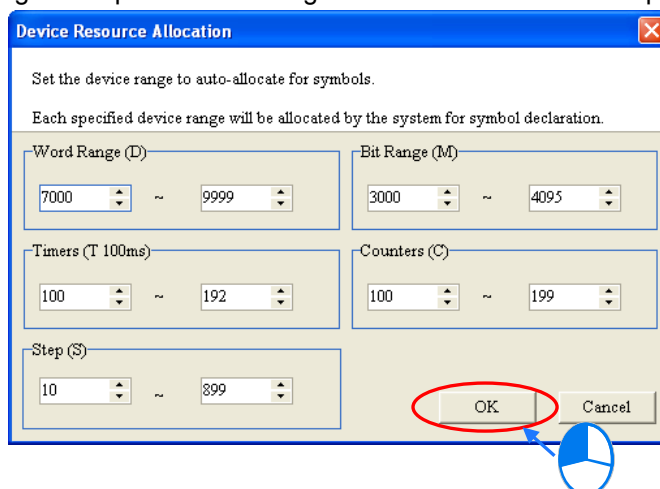 Device Resource Allocation
Set the device range to auto-allocate for symbols.
Each specified device range will be allocated by the system for symbol declaration.
Word Range (D)
7000 ~ 9999
Bit Range (M)
3000 ~ 4095
Timers (T 100ms)
100 ~ 192
Counters (C)
100 ~ 199
Step (S)
10 ~ 899
OK Cancel